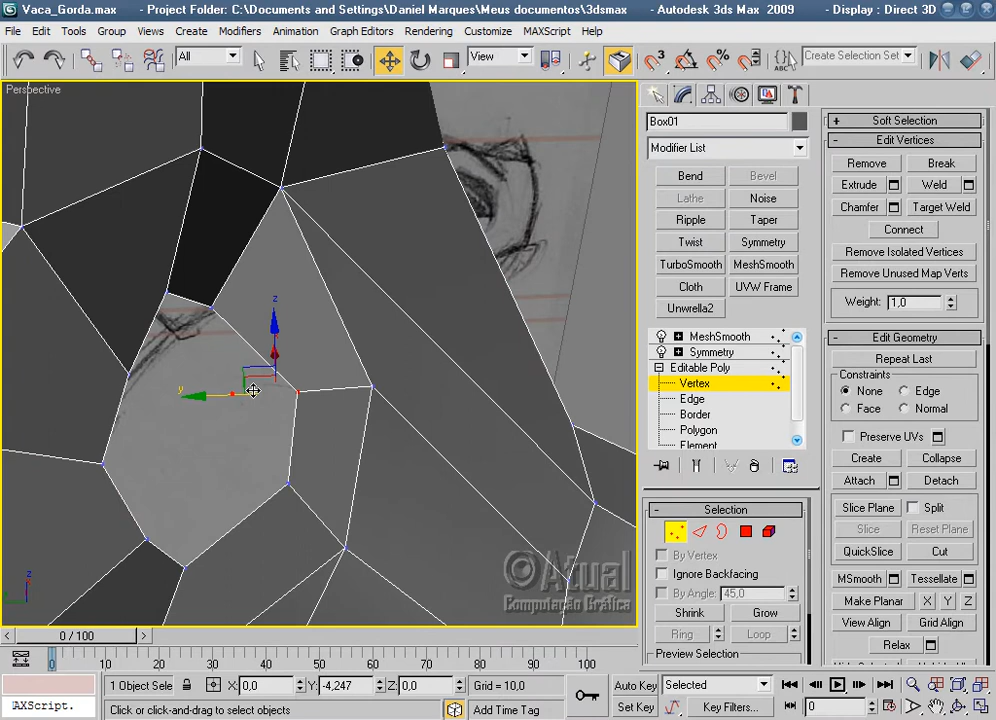 Vaca_Gorda.max - Project Folder: C:\Documents and Settings\Daniel Marques\Meus documentos\3dsmax - Autodesk 3ds Max 2009 - Display : Direct 3D
File Edit Tools Group Views Create Modifiers Animation Graph Editors Rendering Customize MAXScript Help
All View Create Selection Set
Perspective
Box01
Modifier List
Bend Bevel
Lathe Noise
Ripple Taper
Twist Symmetry
TurboSmooth MeshSmooth
Cloth UVW Frame
Unwrella2
MeshSmooth
Symmetry
Editable Poly
Vertex
Edge
Border
Polygon
Element
Selection
By Vertex
Ignore Backfacing
By Angle: 45,0
Shrink Grow
Ring Loop
Preview Selection
+ Soft Selection
- Edit Vertices
Remove Break
Extrude Weld
Chamfer Target Weld
Connect
Remove Isolated Vertices
Remove Unused Map Verts
Weight: 1,0
- Edit Geometry
Repeat Last
Constraints
None Edge
Face Normal
Preserve UVs
Create Collapse
Attach Detach
Slice Plane Split
Slice Reset Plane
QuickSlice Cut
MSmooth Tessellate
Make Planar X Y Z
View Align Grid Align
Relax
z
y
z
©Atual
Computação Gráfica
0 / 100
0 10 20 30 40 50 60 70 80 90 100
1 Object Sele X: 0,0 Y: -4,247 Z: 0,0 Grid = 10,0 Auto Key Selected
AXScript. Click or click-and-drag to select objects Add Time Tag Set Key Key Filters... 0